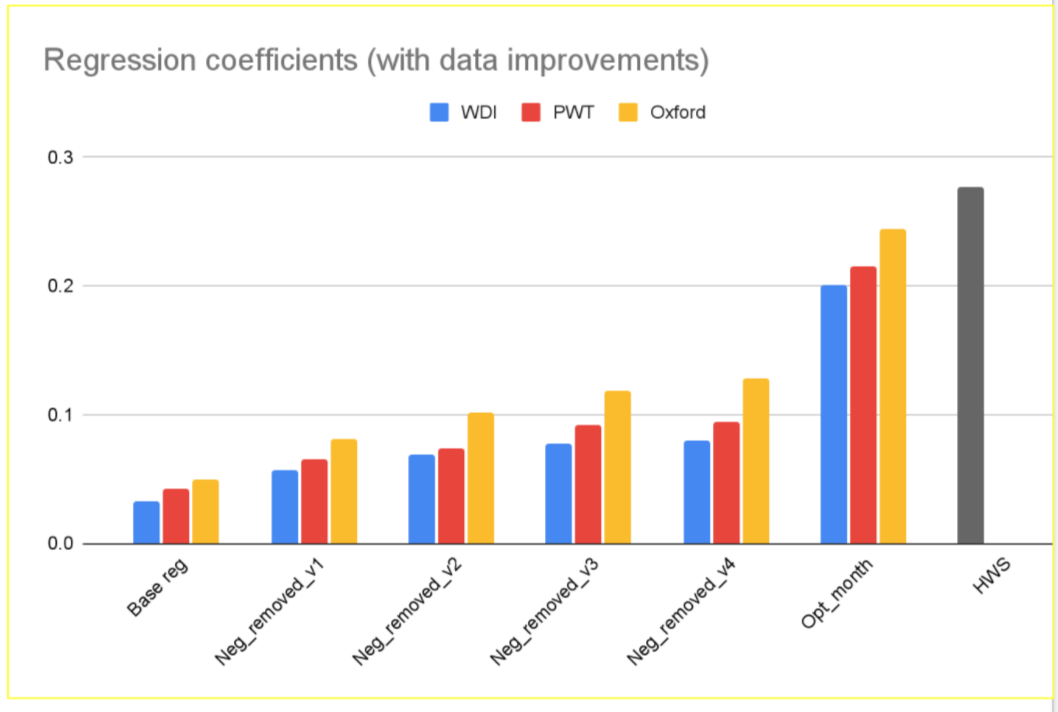 Regression coefficients (with data improvements)
WDI PWT Oxford
0.3
0.2
0.1
0.0
Base reg
Neg_removed_v1
Neg_removed_v2
Neg_removed_v3
Neg_removed_v4
Opt_month
HWS